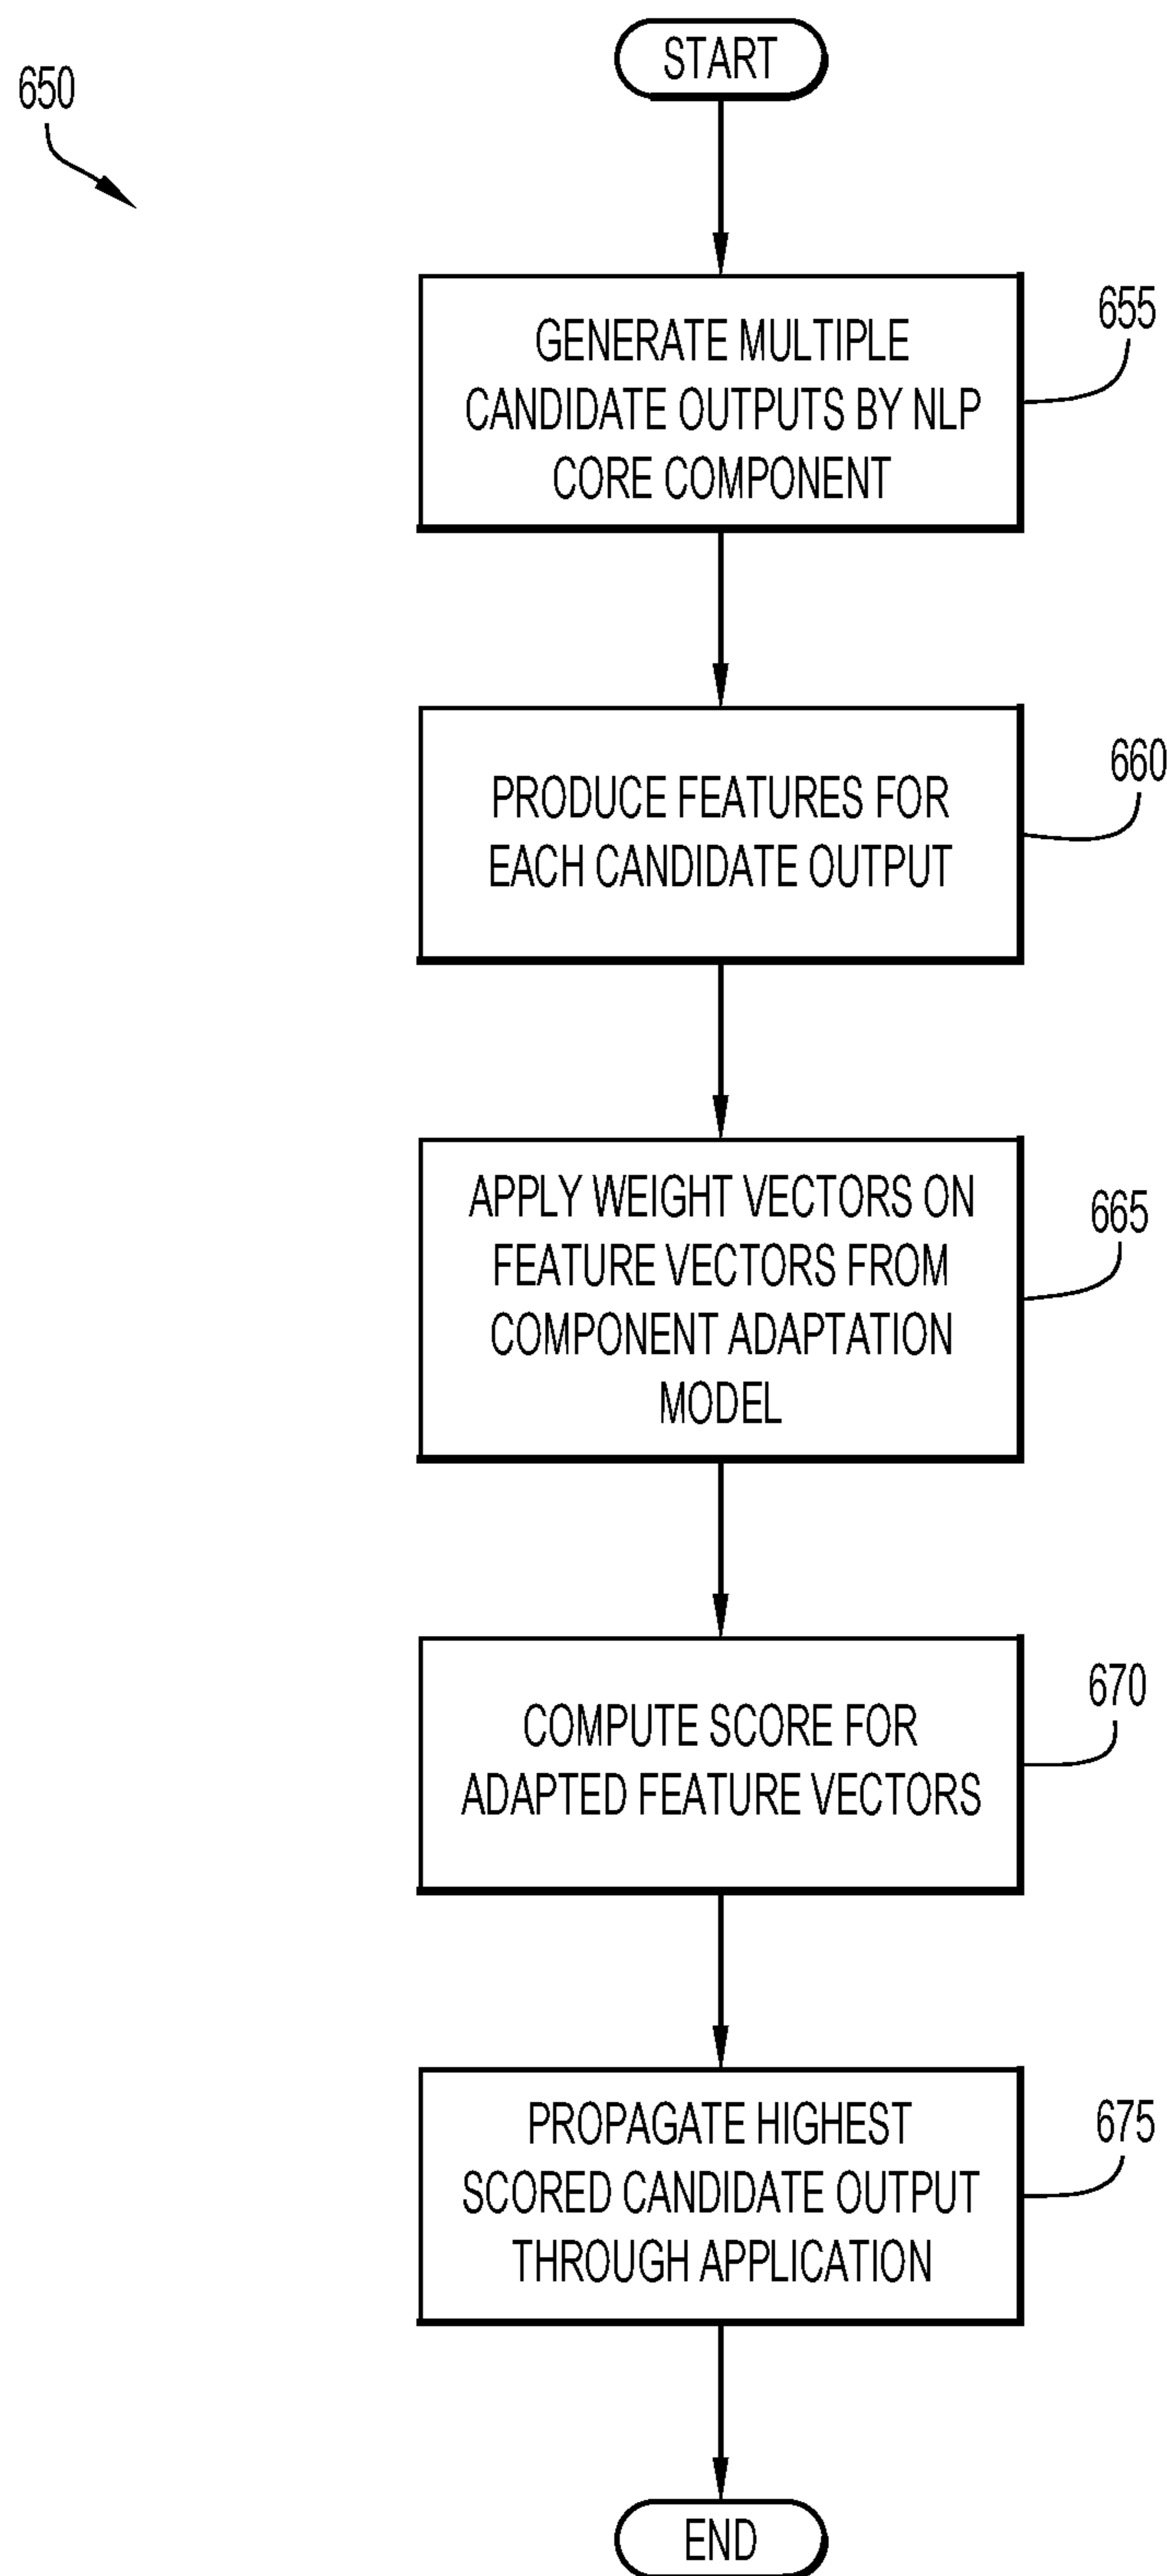 START
650
GENERATE MULTIPLE
CANDIDATE OUTPUTS BY NLP
CORE COMPONENT
655
PRODUCE FEATURES FOR
EACH CANDIDATE OUTPUT
660
APPLY WEIGHT VECTORS ON
FEATURE VECTORS FROM
COMPONENT ADAPTATION
MODEL
665
COMPUTE SCORE FOR
ADAPTED FEATURE VECTORS
670
PROPAGATE HIGHEST
SCORED CANDIDATE OUTPUT
THROUGH APPLICATION
675
END